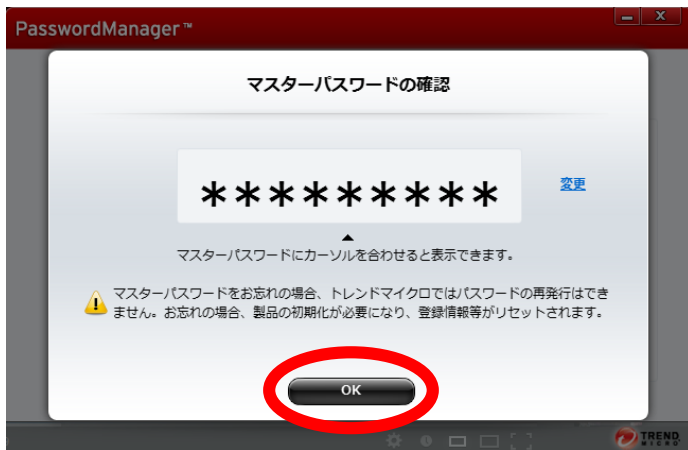 PasswordManager™
マスターパスワードの確認
*********
変更
マスターパスワードにカーソルを合わせると表示できます。
マスターパスワードをお忘れの場合、トレンドマイクロではパスワードの再発行はでき
ません。お忘れの場合、製品の初期化が必要になり、登録情報等がリセットされます。
OK
TREND
MICRO